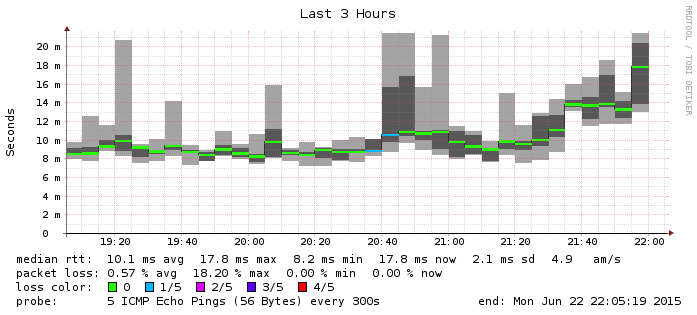 Last 3 Hours
RRDTOOL / TOBI OETIKER
Seconds
20 m
18 m
16 m
14 m
12 m
10 m
8 m
6 m
4 m
2 m
0
19:20 19:40 20:00 20:20 20:40 21:00 21:20 21:40 22:00
median rtt: 10.1 ms avg 17.8 ms max 8.2 ms min 17.8 ms now 2.1 ms sd 4.9 am/s
packet loss: 0.57 % avg 18.20 % max 0.00 % min 0.00 % now
loss color: 0 1/5 2/5 3/5 4/5
probe: 5 ICMP Echo Pings (56 Bytes) every 300s end: Mon Jun 22 22:05:19 2015